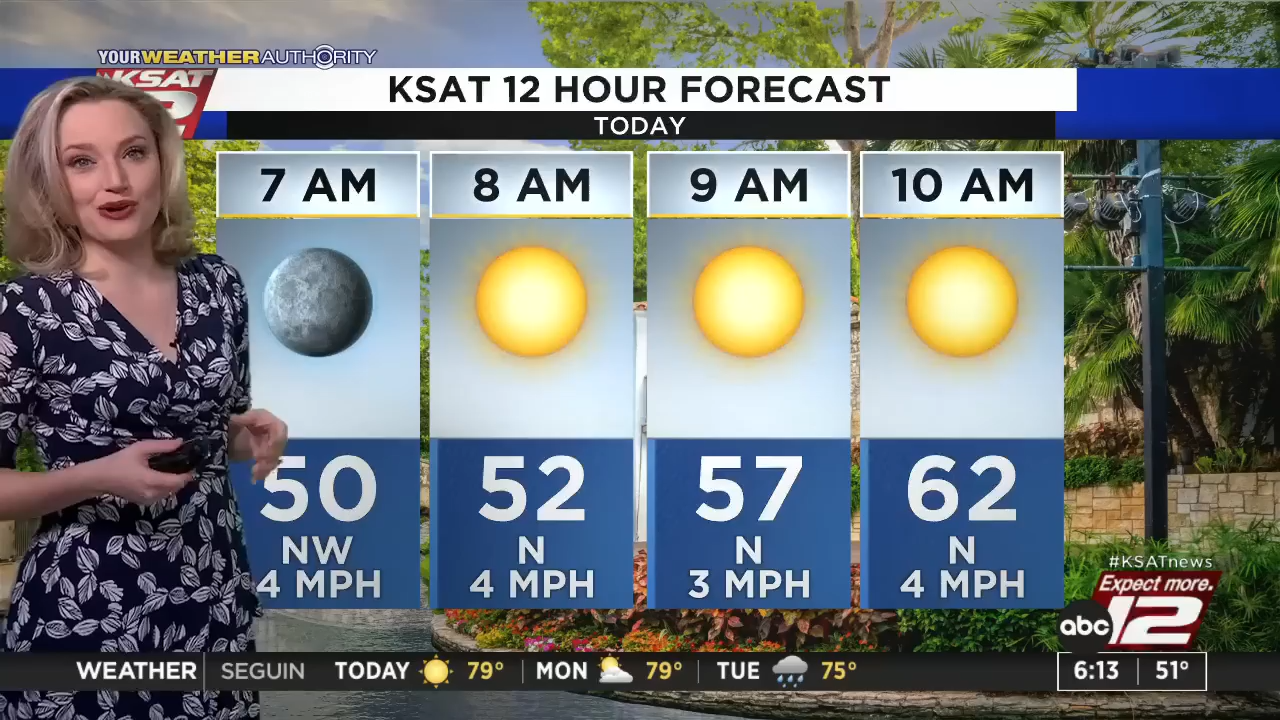 YOURWEATHERAUTHORITY
KSAT
KSAT 12 HOUR FORECAST
TODAY
7 AM
8 AM
9 AM
10 AM
50
52
57
62
NW
N
N
N
4 MPH
4 MPH
3 MPH
4 MPH
#KSATnews
Expect more.
abc 12
WEATHER SEGUIN TODAY 79° MON 79° TUE 75° 6:13 51°